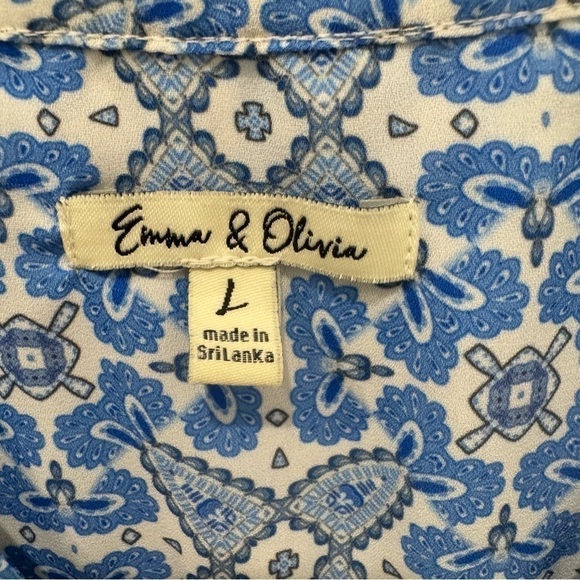 Emma & Olivia
L
made in
SriLanKa